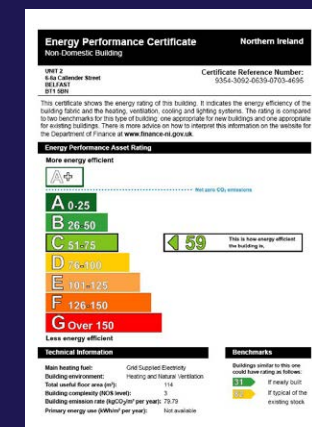 Energy Performance Certificate
Northern Ireland
Non-Domestic Building
UNIT 2
6-8a Callender Street
BELFAST
BT1 5BN
Certificate Reference Number:
9354-3092-0639-0703-4695
This certificate shows the energy rating of this building. It indicates the energy efficiency of the
building fabric and the heating, ventilation, cooling and lighting systems. The rating is compared
to two benchmarks for this type of building: one appropriate for new buildings and one appropriate
for existing buildings. There is more advice on how to interpret this information on the website for
the Department of Finance at www.finance-ni.gov.uk.
Energy Performance Asset Rating
More energy efficient
A+
Net zero CO₂ emissions
A 0-25
B 26-50
C 51-75
59
This is how energy efficient
the building is.
D 76-100
E 101-125
F 126-150
G Over 150
Less energy efficient
Technical Information
Main heating fuel: Grid Supplied Electricity
Building environment: Heating and Natural Ventilation
Total useful floor area (m²): 114
Building complexity (NOS level): 3
Building emission rate (kgCO₂/m² per year): 79.79
Primary energy use (kWh/m² per year): Not available
Benchmarks
Buildings similar to this one
could have rating as follows:
31 If newly built
If typical of the
existing stock